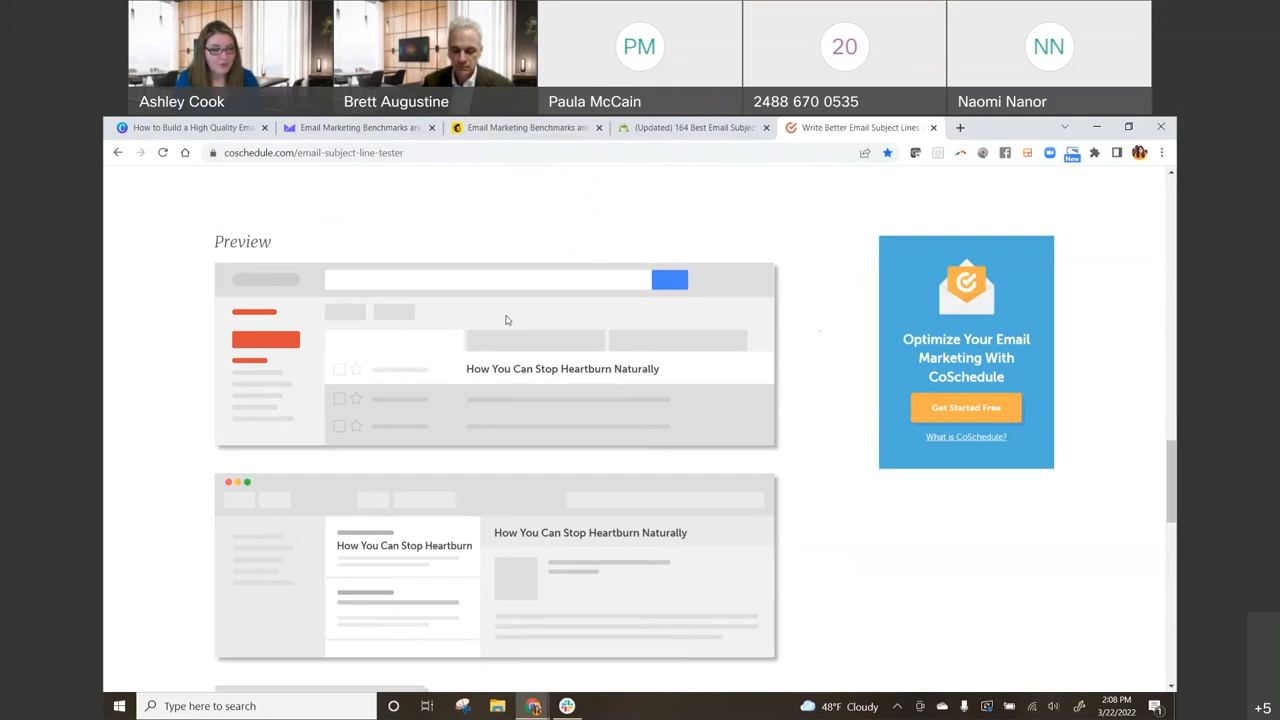 PM
20
NN
Ashley Cook
Brett Augustine
Paula McCain
2488 670 0535
Naomi Nanor
How to Build a High Quality Ema
Email Marketing Benchmarks an
Email Marketing Benchmarks an
(Updated) 164 Best Email Subjec
Write Better Email Subject Lines
coschedule.com/email-subject-line-tester
New
Preview
How You Can Stop Heartburn Naturally
Optimize Your Email
Marketing With
CoSchedule
Get Started Free
What is CoSchedule?
How You Can Stop Heartburn
How You Can Stop Heartburn Naturally
Type here to search
48°F Cloudy
2:08 PM
3/22/2022
1
+5